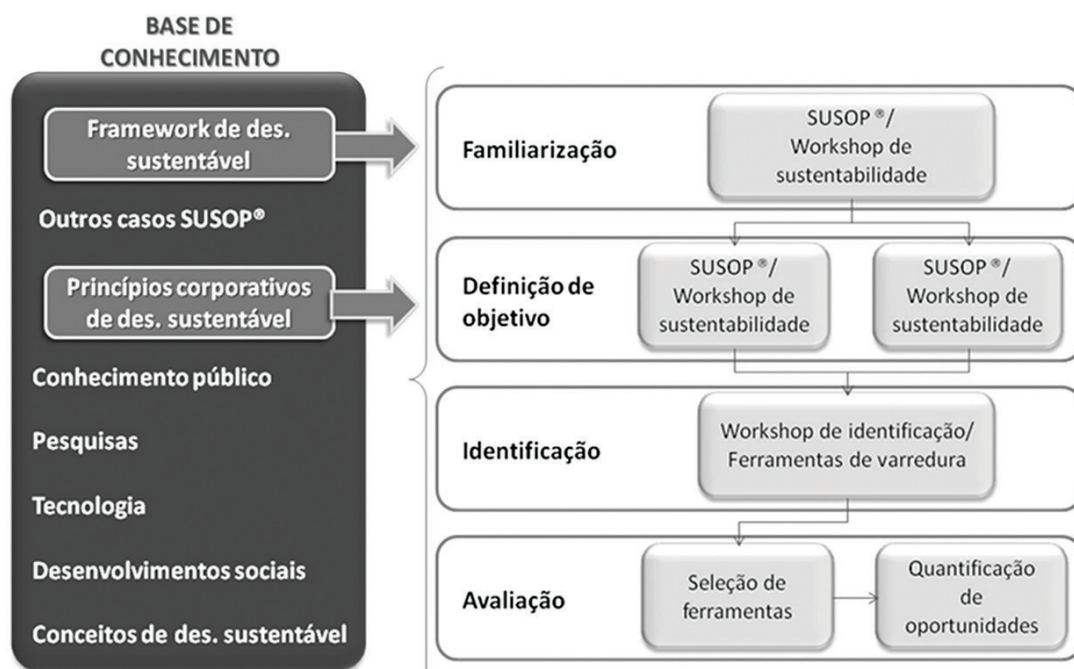 BASE DE
CONHECIMENTO
Framework de des.
sustentável
Outros casos SUSOP®
Princípios corporativos
de des. sustentável
Conhecimento público
Pesquisas
Tecnologia
Desenvolvimentos sociais
Conceitos de des. sustentável
Familiarização
SUSOP ®/
Workshop de
sustentabilidade
Definição de
objetivo
SUSOP ®/
Workshop de
sustentabilidade
SUSOP ®/
Workshop de
sustentabilidade
Identificação
Workshop de identificação/
Ferramentas de varredura
Avaliação
Seleção de
ferramentas
Quantificação
de
oportunidades